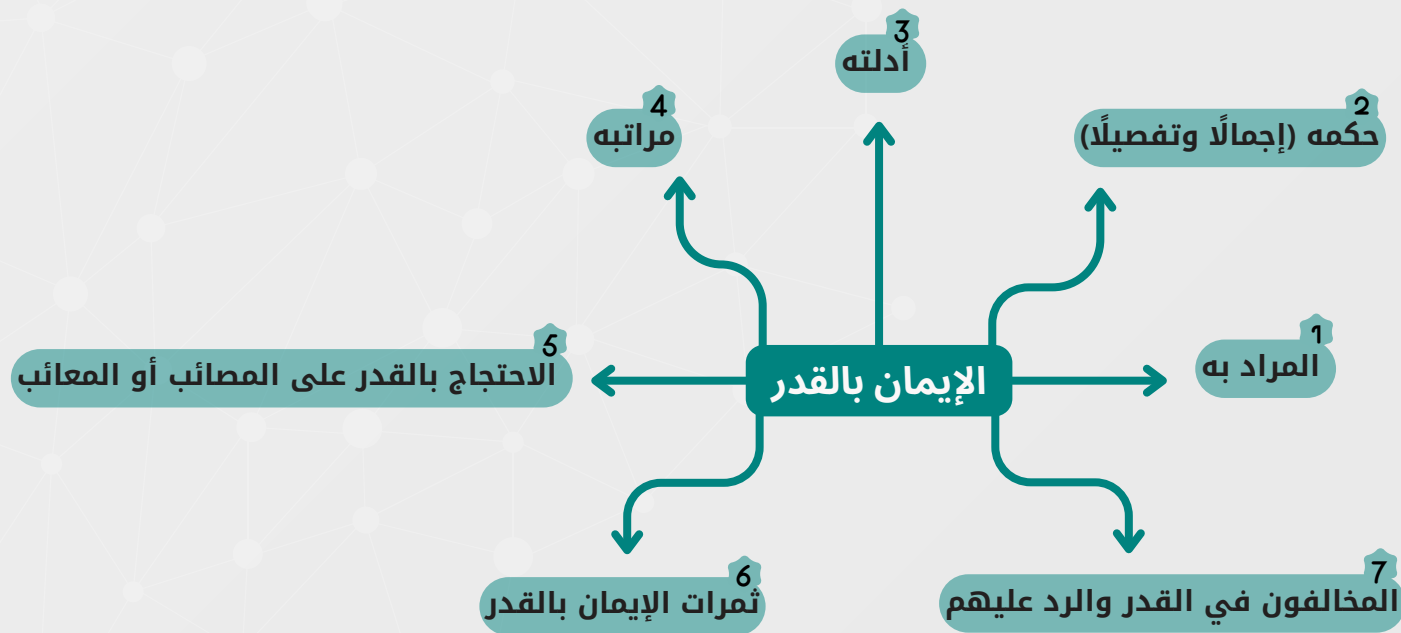 الإيمان بالقدر
1
المراد به
2
حكمه (إجمالًا وتفصيلًا)
3
أدلته
4
مراتبه
5
الاحتجاج بالقدر على المصائب أو المعائب
6
ثمرات الإيمان بالقدر
7
المخالفون في القدر والرد عليهم